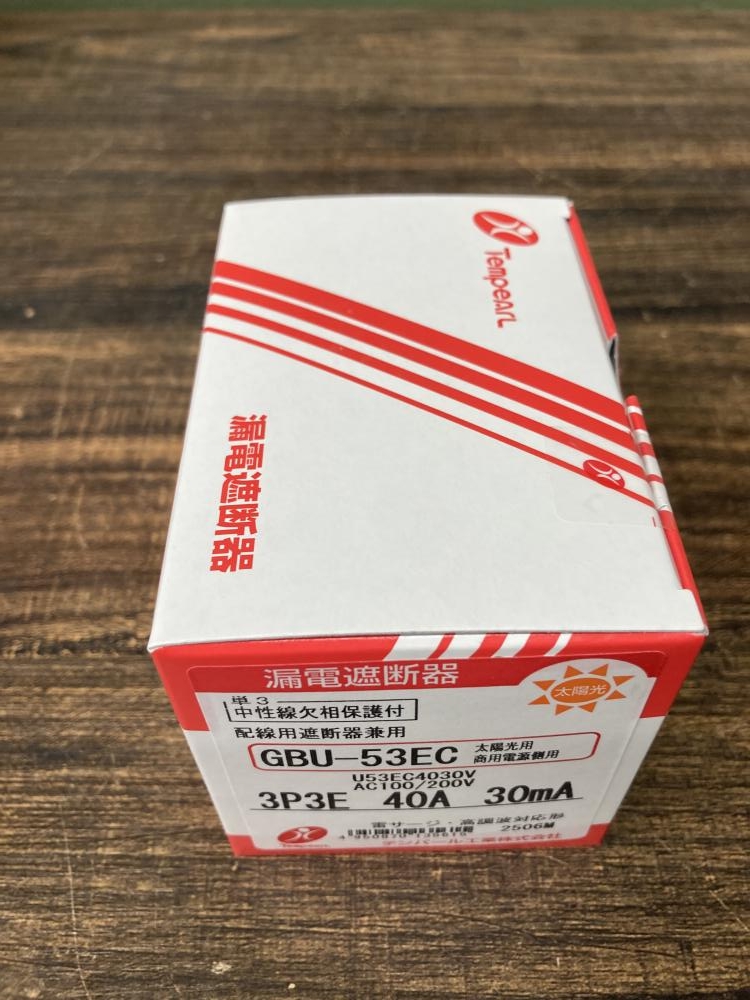 Tempearl
漏電遮断器
漏電遮断器
太陽光
単3
中性線欠相保護付
配線用遮断器兼用
GBU-53EC 太陽光用
商用電源側用
U53EC4030V
AC100/200V
3P3E 40A 30mA
雷サージ・高調波対応形
2506M
Tempearl
テンパール工業株式会社